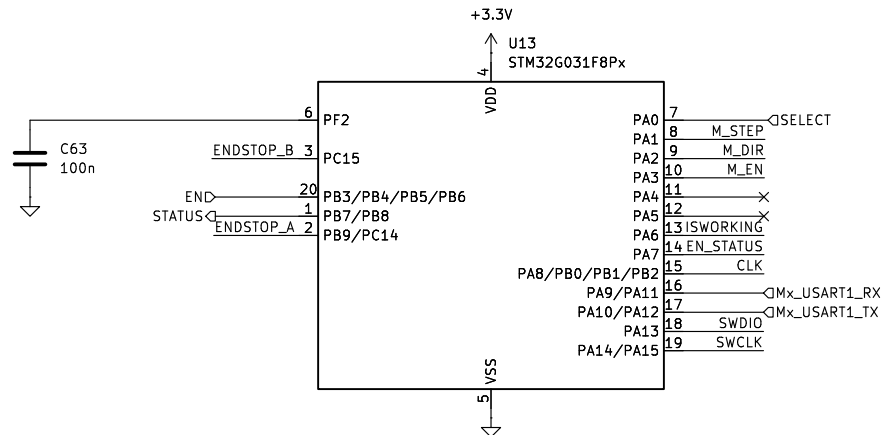 +3.3V
U13
STM32G031F8Px
4
VDD
6 PF2
C63
100n
ENDSTOP_B 3 PC15
EN 20 PB3/PB4/PB5/PB6
STATUS 1 PB7/PB8
ENDSTOP_A 2 PB9/PC14
PA0 7 SELECT
PA1 8 M_STEP
PA2 9 M_DIR
PA3 10 M_EN
PA4 11
PA5 12
PA6 13 ISWORKING
PA7 14 EN_STATUS
PA8/PB0/PB1/PB2 15 CLK
PA9/PA11 16 Mx_USART1_RX
PA10/PA12 17 Mx_USART1_TX
PA13 18 SWDIO
PA14/PA15 19 SWCLK
VSS
5